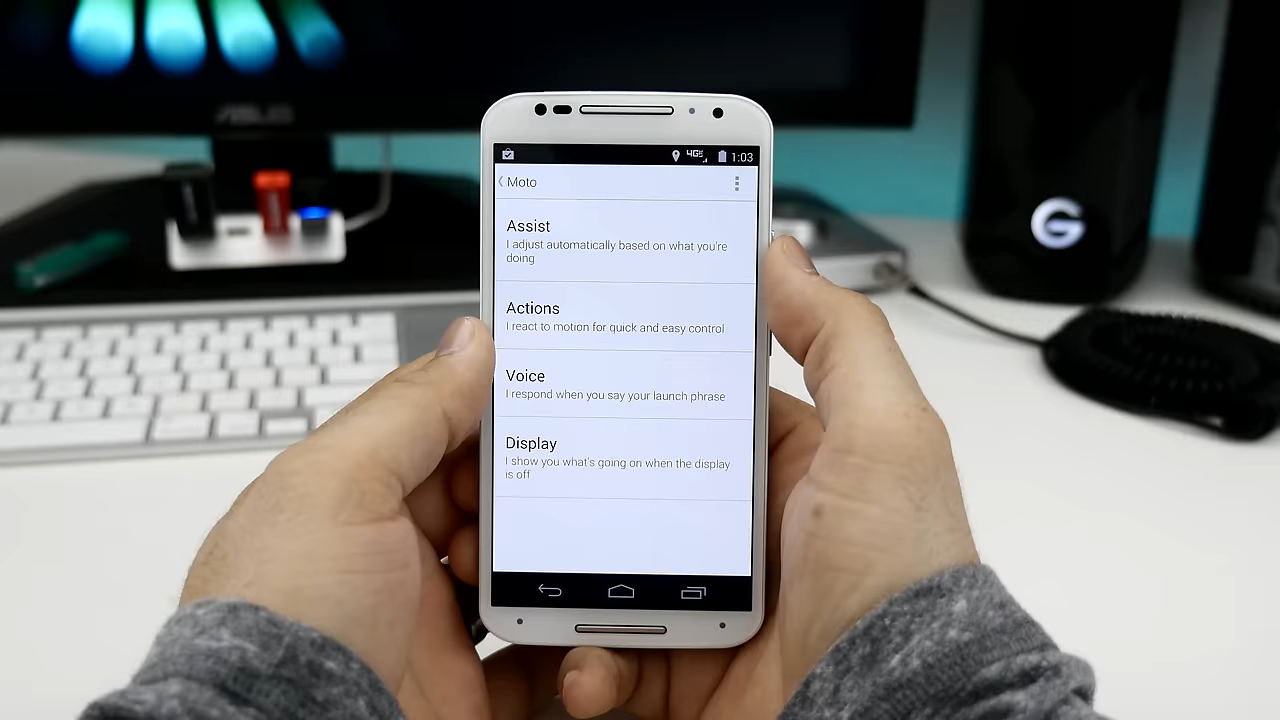 ASUS
4G
1:03
Moto
Assist
I adjust automatically based on what you're
doing
Actions
I react to motion for quick and easy control
Voice
I respond when you say your launch phrase
Display
I show you what's going on when the display
is off
G